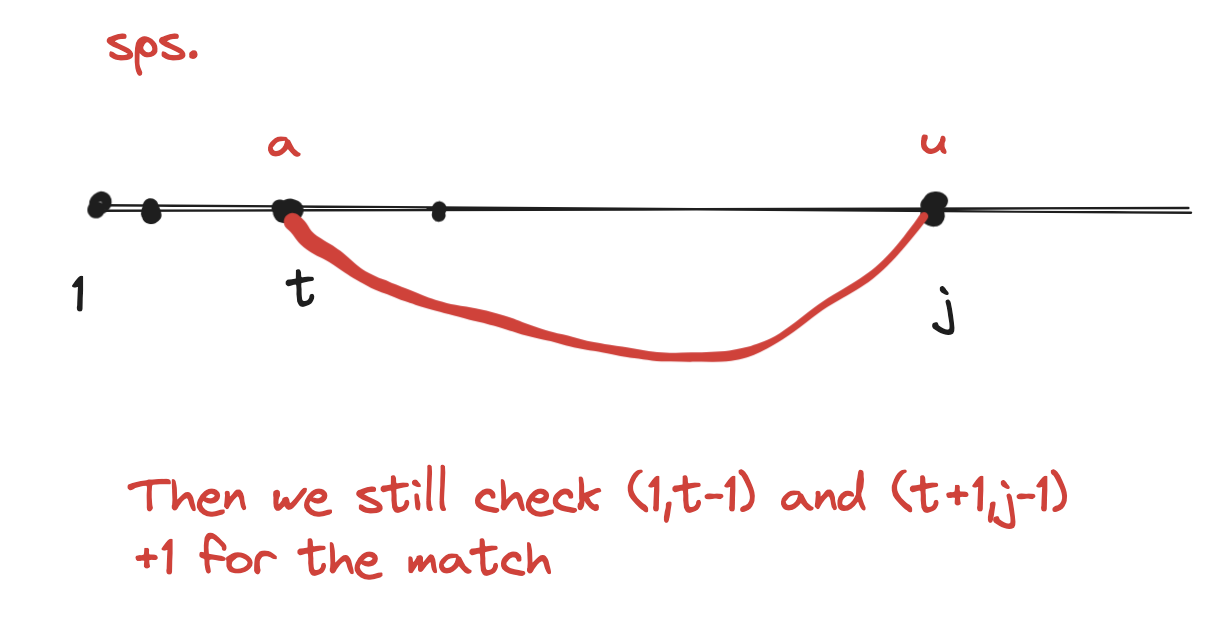 sps.
a u
1 t j
Then we still check (1,t-1) and (t+1,j-1)
+1 for the match